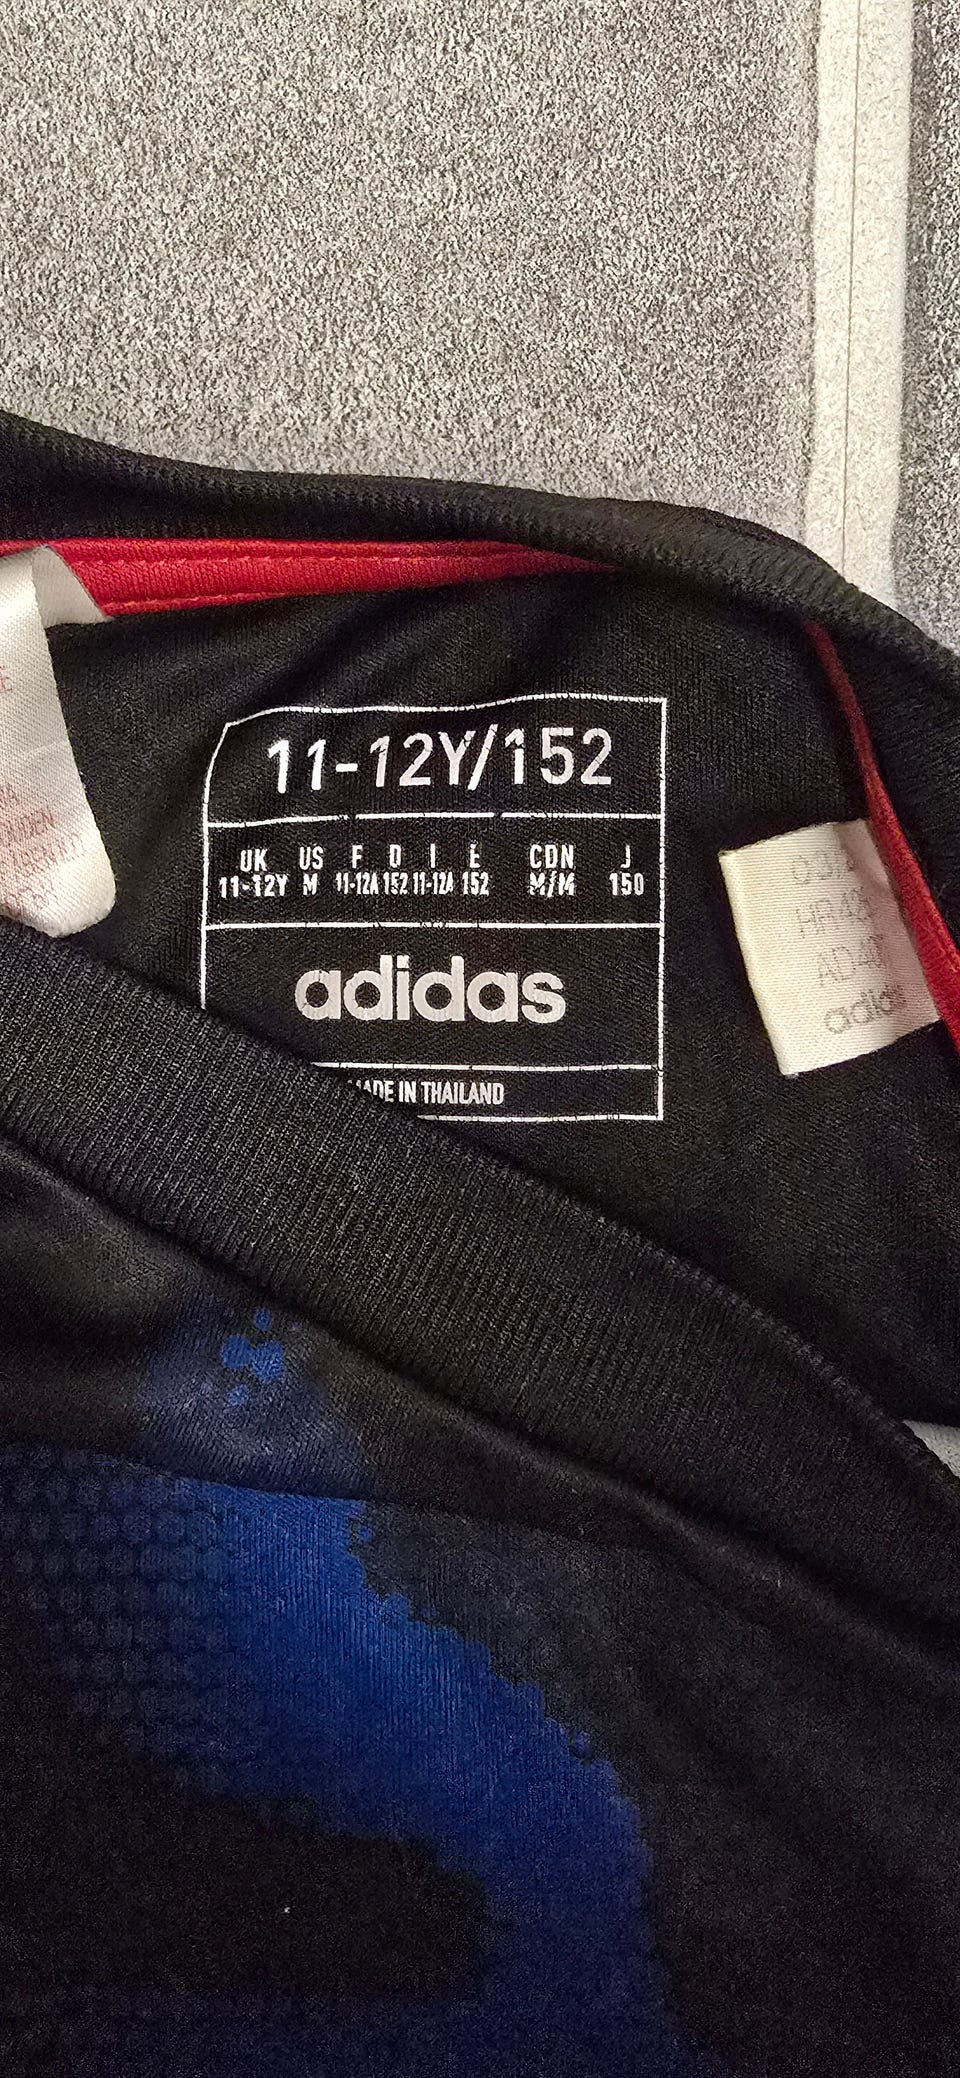 11-12Y/152
UK US F D I E CDN J
11-12Y M 11-12A 152 11-12A 152 M/M 150
adidas
MADE IN THAILAND
adidas